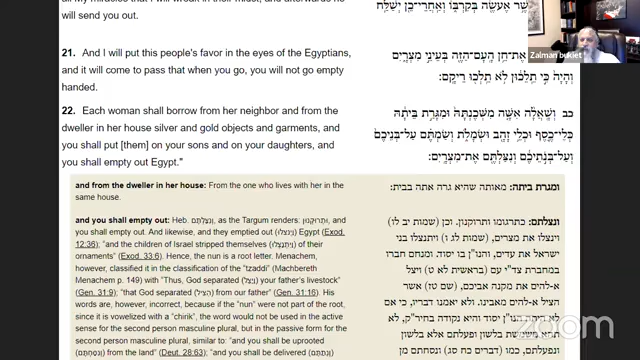 all my miracles that I will wreak in their midst, and afterwards he
will send you out.
21. And I will put this people's favor in the eyes of the Egyptians,
and it will come to pass that when you go, you will not go empty
handed.
22. Each woman shall borrow from her neighbor and from the
dweller in her house silver and gold objects and garments, and
you shall put [them] on your sons and on your daughters, and
you shall empty out Egypt."
and from the dweller in her house: From the one who lives with her in the
same house.
and you shall empty out: Heb. וְנִצַּלְתֶּם, as the Targum renders: וּתְרוֹקְנוּן, and
you shall empty out. And likewise, and they emptied out (וַיְנַצְּלוּ) Egypt (Exod.
12:36); "and the children of Israel stripped themselves (וַיִּתְנַצְּלוּ) of their
ornaments" (Exod. 33:6). Hence, the nun is a root letter. Menachem,
however, classified it in the classification of the "tzaddi" (Machbereth
Menachem p. 149) with "Thus, God separated (וַיַּצֵּל) your father's livestock"
(Gen. 31:9); "that God separated (הִצִּיל) from our father" (Gen. 31:16). His
words are, however, incorrect, because if the "nun" were not part of the root,
since it is vowelized with a "chirik", the word would not be used in the active
sense for the second person masculine plural, but in the passive form for the
second person masculine plural, similar to: and you shall be uprooted
(וְנִסַּחְתֶּם) from the land" (Deut. 28:63); "and you shall be delivered (וְנִתַּתֶּם)
אֲשֶׁר אֶעֱשֶׂה בְּקִרְבּוֹ וְאַחֲרֵי־כֵן יְשַׁלַּח
אֶת־חֵן הָעָם־הַזֶּה בְּעֵינֵי מִצְרָיִם
וְהָיָה כִּי תֵלֵכוּן לֹא תֵלְכוּ רֵיקָם:
כב וְשָׁאֲלָה אִשָּׁה מִשְּׁכֶנְתָּהּ וּמִגָּרַת בֵּיתָהּ
כְּלֵי־כֶסֶף וּכְלֵי זָהָב וּשְׂמָלֹת וְשַׂמְתֶּם עַל־בְּנֵיכֶם
וְעַל־בְּנֹתֵיכֶם וְנִצַּלְתֶּם אֶת־מִצְרָיִם:
ומגרת ביתה: מאותה שהיא גרה אתה בבית:
ונצלתם: כתרגומו ותרוקנון. וכן (שמות יב לו)
וינצלו את מצרים, (שמות לג ו) ויתנצלו בני
ישראל את עדים, והנו"ן בו יסוד. ומנחם חברו
במחברת צד"י עם (בראשית לא ט) ויצל
א-להים את מקנה אביכם, (שם טז) אשר
הציל א-להים מאבינו. ולא יאמנו דבריו, כי אם
לא היתה הנו"ן יסוד והיא נקודה בחיר"ק, לא
תהא משמשת בלשון ופעלתם אלא בלשון
ונפעלתם, כמו (דברים כח סג) ונסחתם מן
Zalman bukiet
zoom